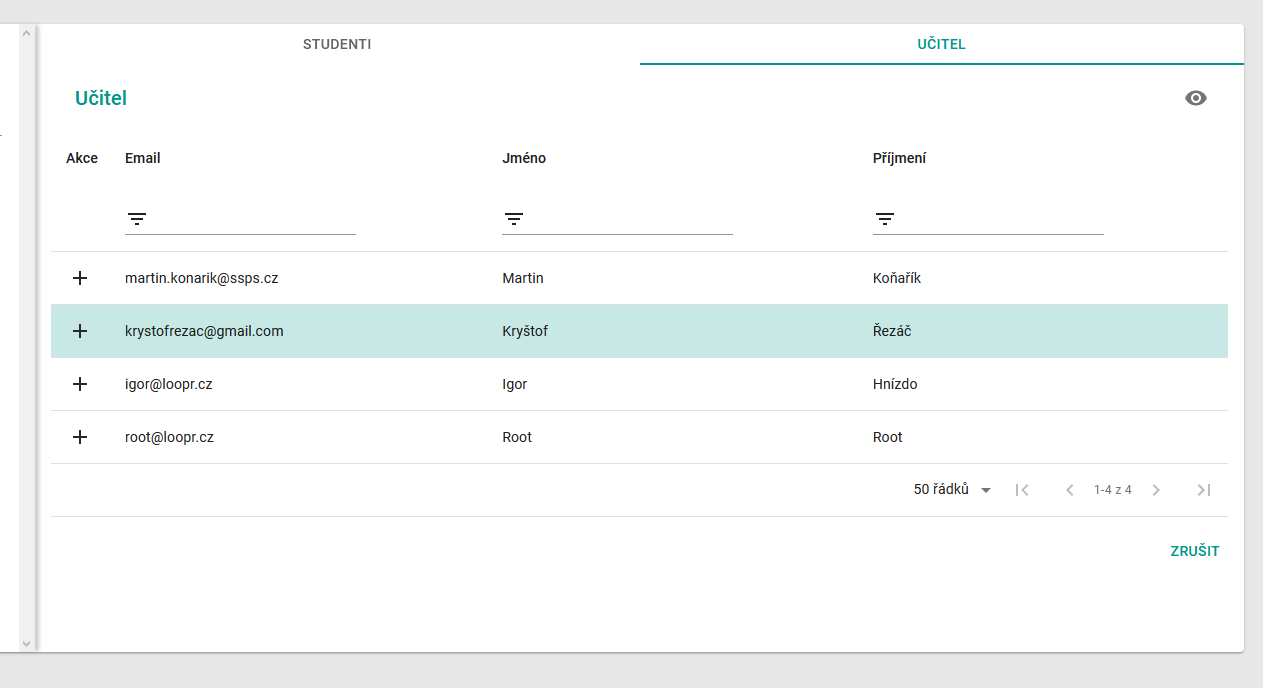 STUDENTI UČITEL
Učitel
Akce Email Jméno Příjmení
martin.konarik@ssps.cz Martin Koňařík
krystofrezac@gmail.com Kryštof Řezáč
igor@loopr.cz Igor Hnízdo
root@loopr.cz Root Root
50 řádků 1-4 z 4
ZRUŠIT